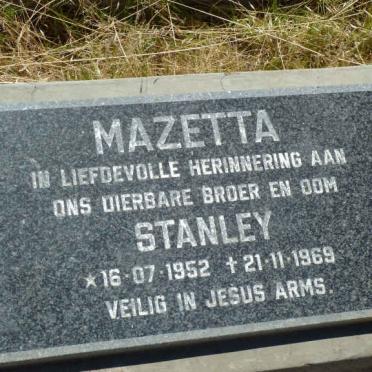 MAZETTA
IN LIEFDEVOLLE HERINNERING AAN
ONS DIERBARE BROER EN OOM
STANLEY
★ 16·07·1952 ✝ 21·11·1969
VEILIG IN JESUS ARMS.